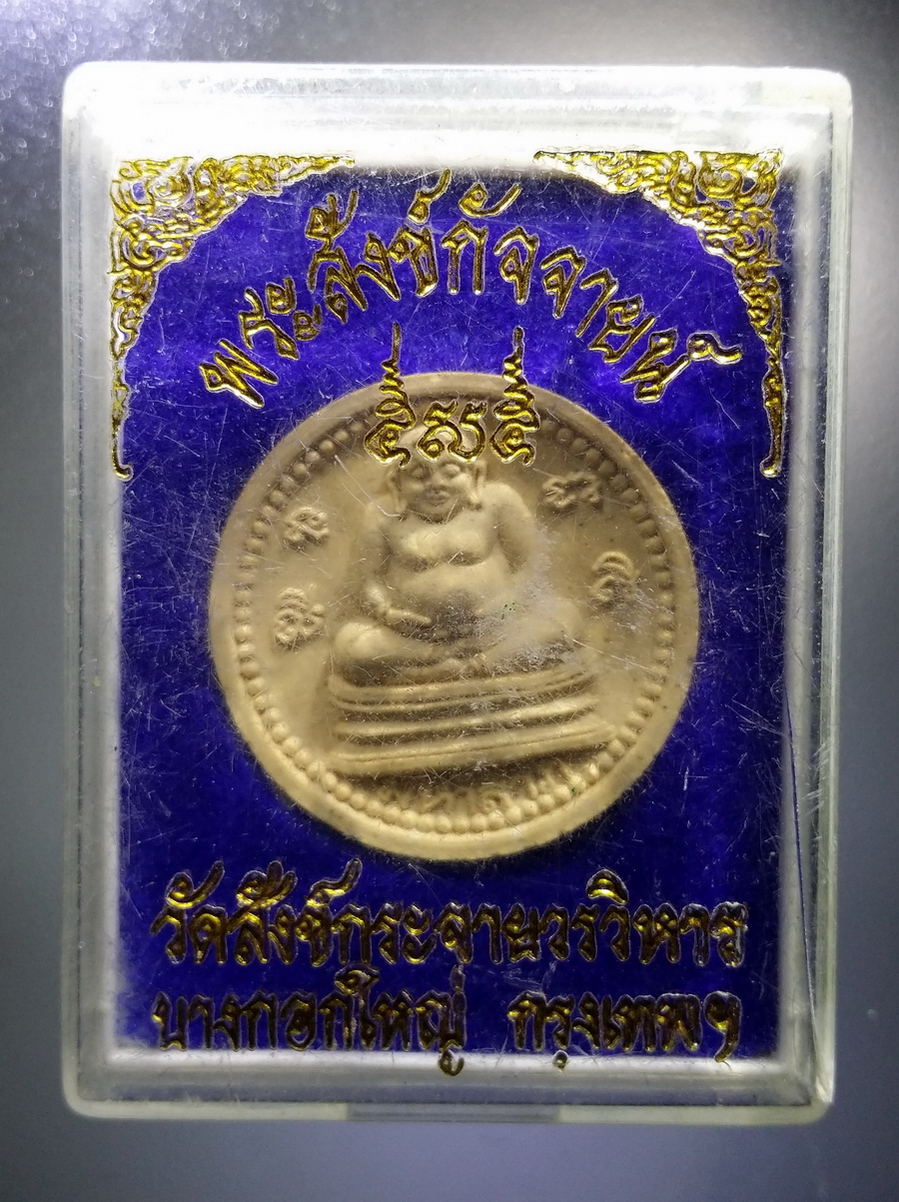 พระสังข์กัจจายน์
วัดสังข์กระจายวรวิหาร
บางกอกใหญ่ กรุงเทพฯ